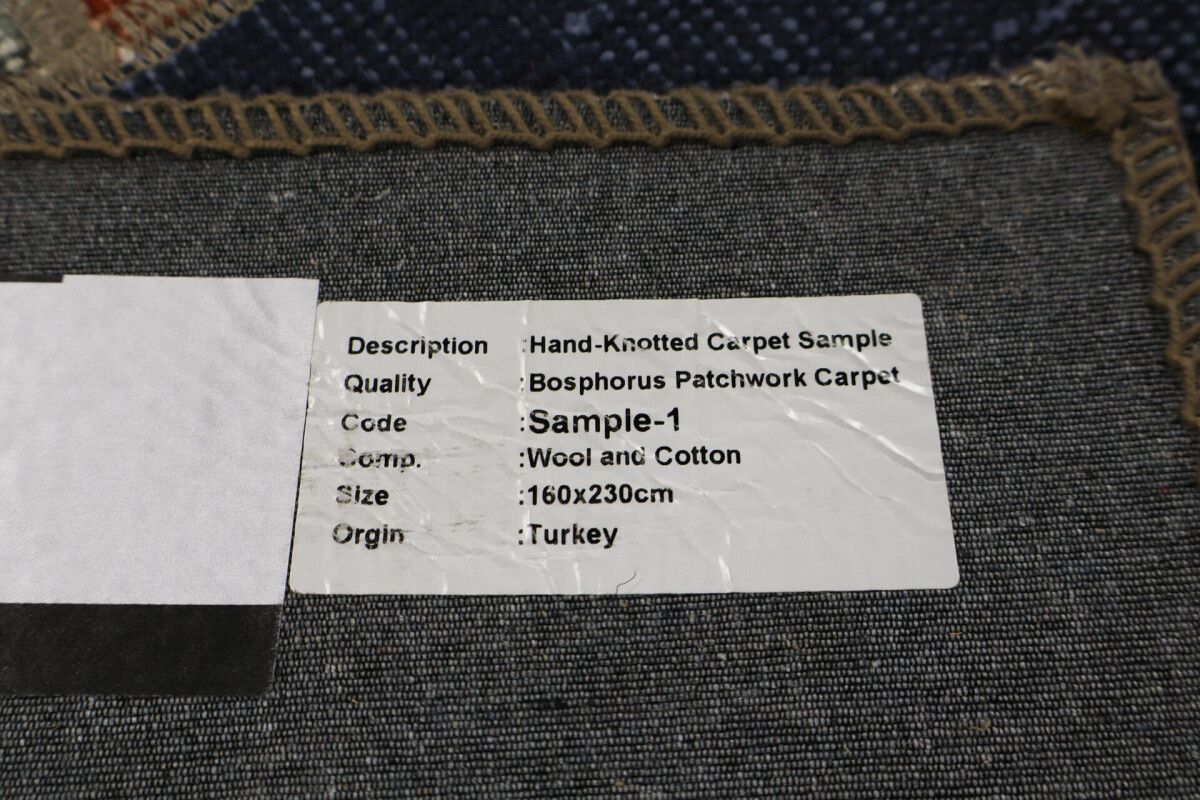 Description :Hand-Knotted Carpet Sample
Quality :Bosphorus Patchwork Carpet
Code :Sample-1
Comp. :Wool and Cotton
Size :160x230cm
Orgin :Turkey